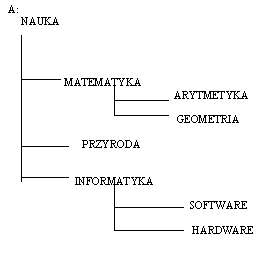 A:
NAUKA
MATEMATYKA
ARYTMETYKA
GEOMETRIA
PRZYRODA
INFORMATYKA
SOFTWARE
HARDWARE